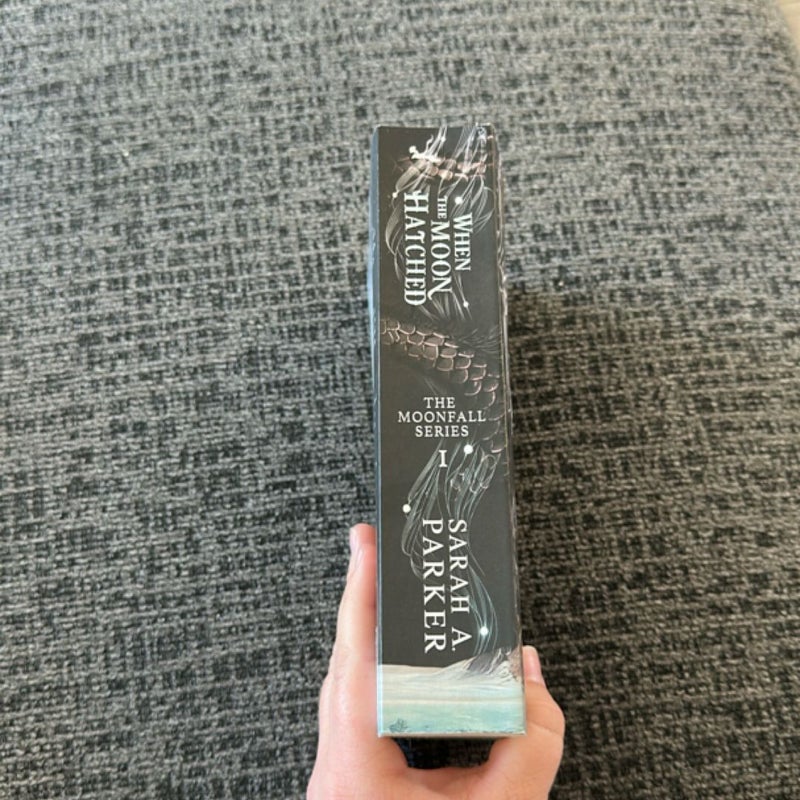 WHEN
THE MOON
HATCHED
THE
MOONFALL
SERIES
I
SARAH A.
PARKER